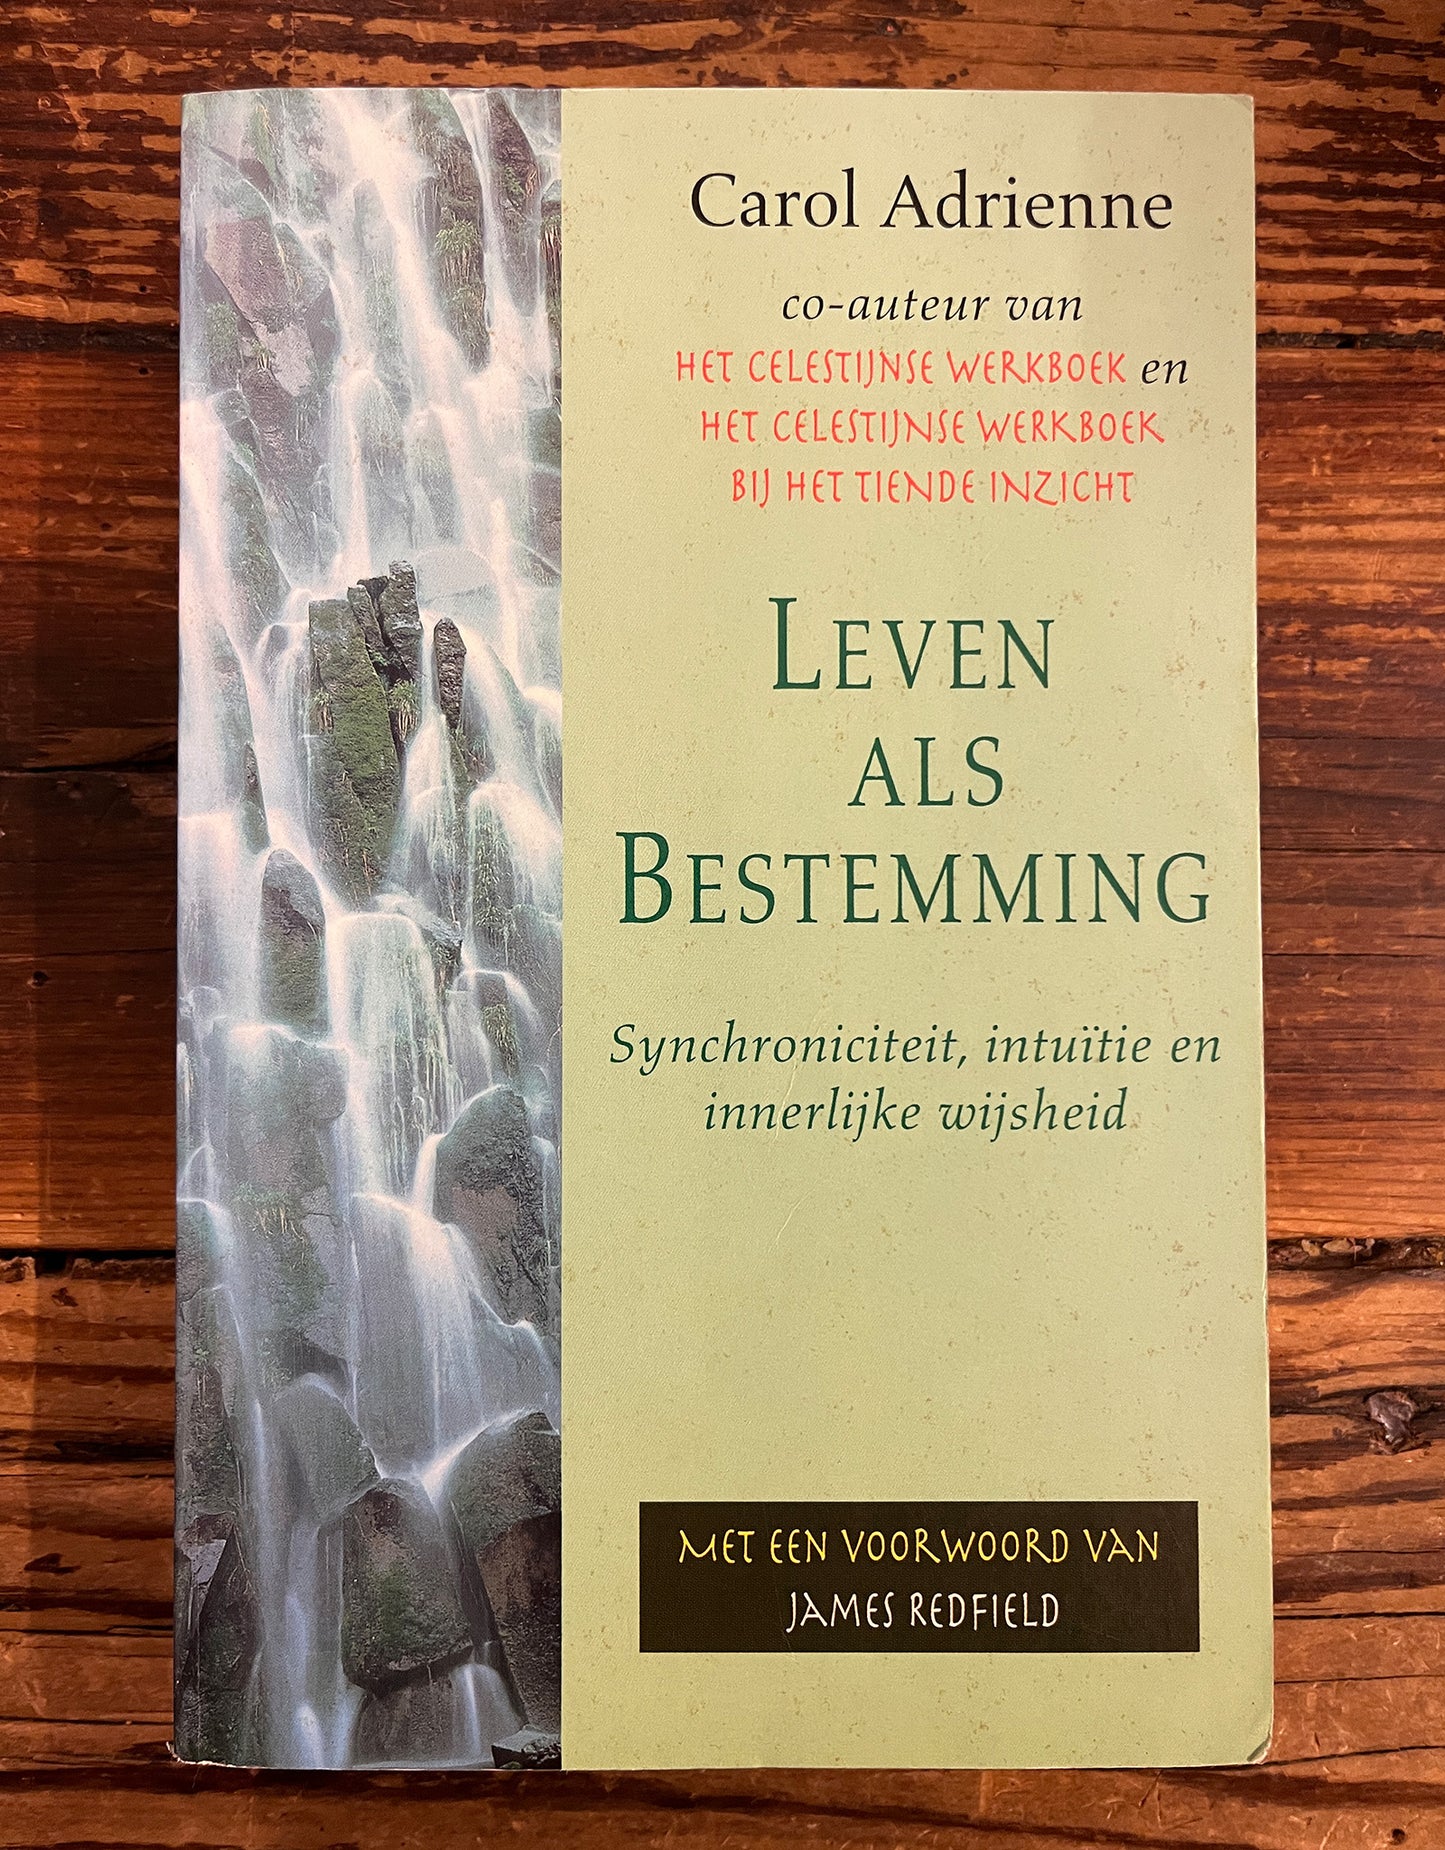 Carol Adrienne
co-auteur van
HET CELESTIJNSE WERKBOEK en
HET CELESTIJNSE WERKBOEK
BIJ HET TIENDE INZICHT
LEVEN
ALS
BESTEMMING
Synchroniciteit, intuïtie en
innerlijke wijsheid
MET EEN VOORWOORD VAN
JAMES REDFIELD